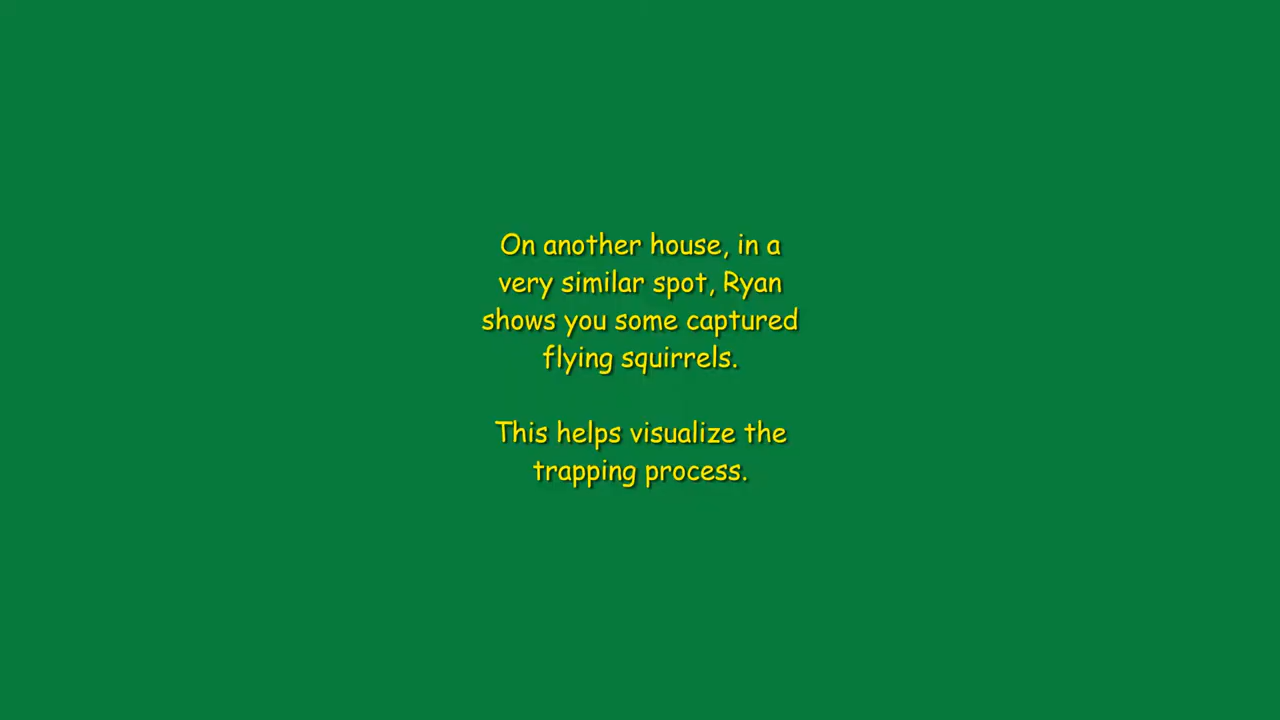 On another house, in a
very similar spot, Ryan
shows you some captured
flying squirrels.
This helps visualize the
trapping process.